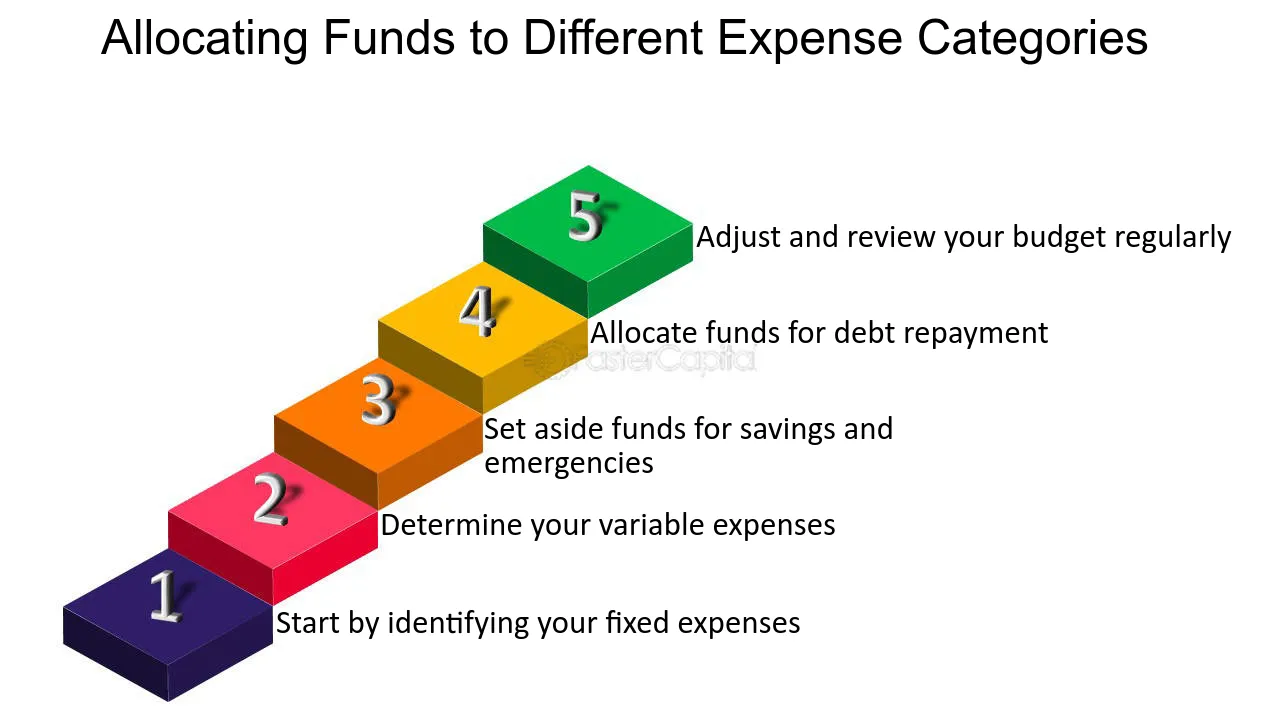 Allocating Funds to Different Expense Categories
5
Adjust and review your budget regularly
4
Allocate funds for debt repayment
FasterCapital
3
Set aside funds for savings and
emergencies
2
Determine your variable expenses
1
Start by identifying your fixed expenses